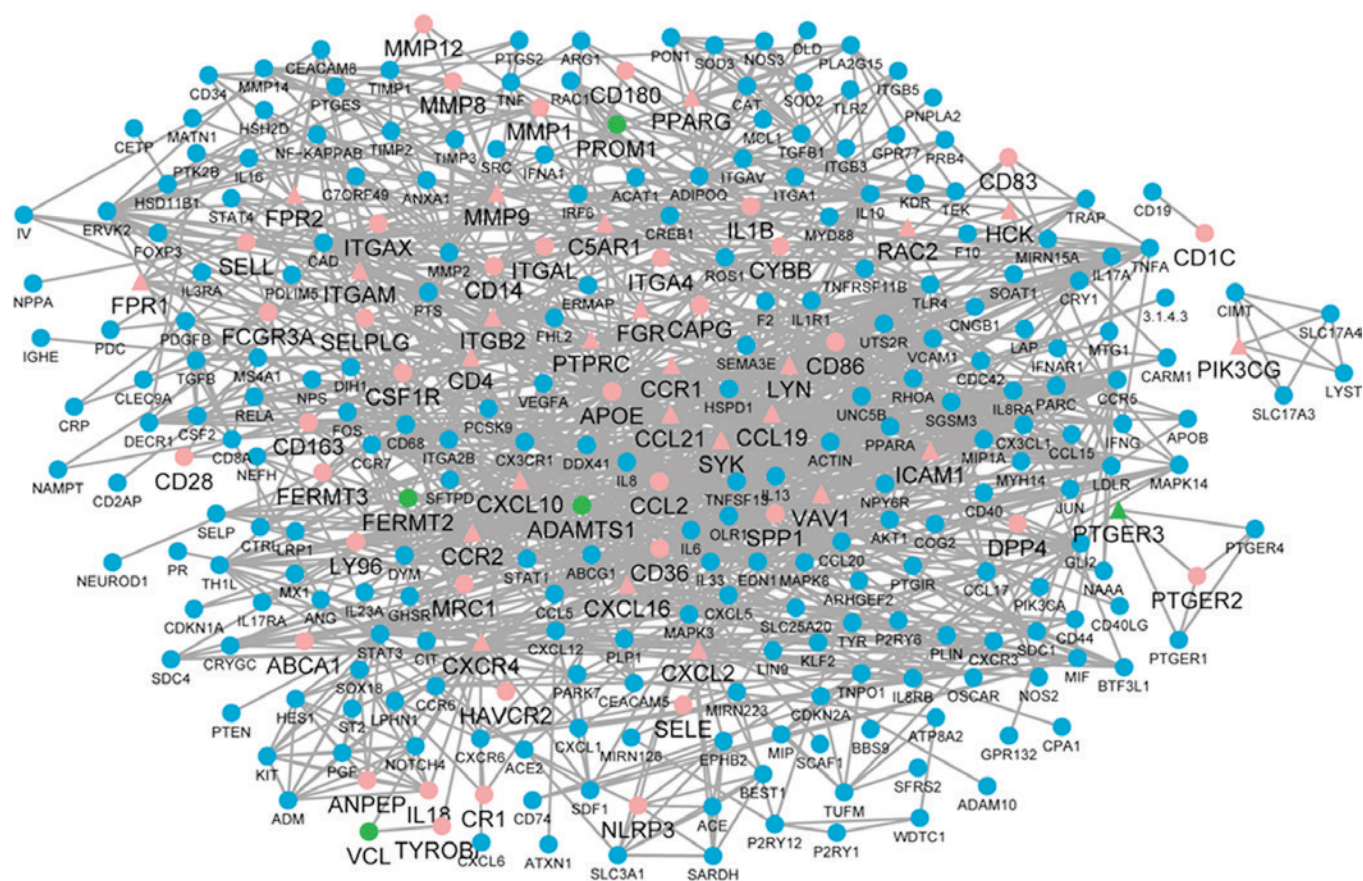 MMP12
PTGS2
ARG1
PON1
SOD3
NOS3
DLD
PLA2G15
CEACAM8
MMP14
CD34
TIMP1
PTGES
MMP8
TNF
RAC1
CD180
PPARG
CAT
SOD2
TLR2
ITGB5
PNPLA2
MATN1
CETP
HSH2D
NF-KAPPAB
TIMP2
TIMP3
MMP1
SRC
IFNA1
PROM1
MCL1
TGFB1
ITGB3
GPR77
PRB4
PTK2B
IL16
HSD11B1
C7ORF49
ANXA1
ACAT1
ADIPOQ
ITGAV
ITGA1
IL10
KDR
TEK
CD83
TRAP
CD19
IV
ERVK2
STAT4
FPR2
MMP9
IRF6
CREB1
IL1B
MYD88
RAC2
F10
HCK
MIRN15A
TNFA
CD1C
FOXP3
SELL
CAD
ITGAX
MMP2
ITGAL
C5AR1
ROS1
CYBB
NPPA
FPR1
IL3RA
PDLIM5
ITGAM
PTS
CD14
ERMAP
ITGA4
TNFRSF11B
TLR4
SOAT1
IL17A
CRY1
3.1.4.3
CIMT
SLC17A4
IGHE
PDC
PDGFB
FCGR3A
SELPLG
ITGB2
FHL2
FGR
CAPG
F2
IL1R1
UTS2R
CNGB1
LAP
MTG1
PIK3CG
TGFB
MS4A1
DIH1
PTPRC
SEMA3E
VCAM1
IFNAR1
CARM1
LYST
CLEC9A
NPS
CSF1R
CD4
VEGFA
CCR1
LYN
CD86
CDC42
SLC17A3
CRP
RELA
APOE
HSPD1
RHOA
IL8RA
PARC
CCR5
DECR1
CSF2
FOS
CD68
PCSK9
CCL21
CCL19
UNC5B
SGSM3
CX3CL1
IFNG
APOB
CD8A
CD163
CCR7
ITGA2B
CX3CR1
DDX41
SYK
ACTIN
PPARA
MIP1A
CCL15
NAMPT
CD28
NEFH
IL8
ICAM1
MYH14
LDLR
MAPK14
CD2AP
FERMT3
SFTPD
CXCL10
CCL2
TNFSF13
IL13
NPY6R
CD40
JUN
SELP
FERMT2
ADAMTS1
OLR1
SPP1
VAV1
AKT1
COG2
DPP4
PTGER3
CTRL
LRP1
LY96
CCR2
IL6
CCL20
GLI2
PTGER4
NEUROD1
PR
TH1L
MX1
DYM
STAT1
ABCG1
CD36
IL33
EDN1
MAPK8
PTGIR
CCL17
NAAA
PTGER2
IL23A
GHSR
MRC1
CCL5
CXCL16
CXCL5
ARHGEF2
PIK3CA
CD40LG
CDKN1A
IL17RA
ANG
MAPK3
SLC25A20
TYR
P2RY6
CD44
SDC4
CRYGC
ABCA1
STAT3
CIT
CXCR4
CXCL12
PLP1
CXCL2
LIN9
KLF2
PLIN
CXCR3
SDC1
MIF
PTGER1
BTF3L1
SOX18
CCR6
PARK7
CEACAM5
MIRN223
TNPO1
IL8RB
OSCAR
NOS2
PTEN
HES1
ST2
LPHN1
HAVCR2
SELE
CDKN2A
GPR132
CPA1
KIT
PGF
NOTCH4
CXCR6
ACE2
CXCL1
MIRN126
EPHB2
MIP
SCAF1
BBS9
ATP8A2
ADM
ANPEP
IL18
CR1
CD74
SDF1
BEST1
TUFM
SFRS2
ADAM10
NLRP3
ACE
VCL
CXCL6
ATXN1
SLC3A1
SARDH
P2RY12
P2RY1
WDTC1